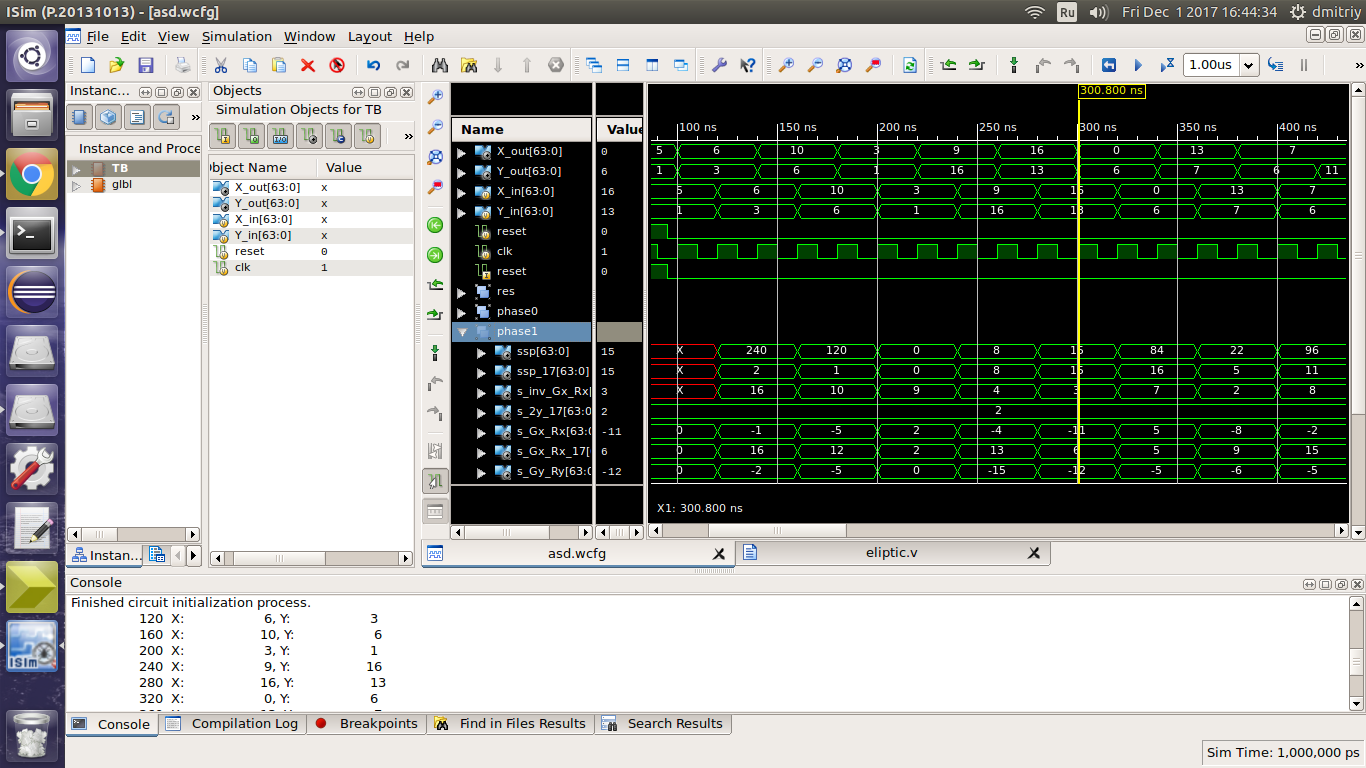 ISim (P.20131013) - [asd.wcfg]
Ru
Fri Dec 1 2017 16:44:34
dmitriy
File Edit View Simulation Window Layout Help
1.00us
»
Instanc...
Objects
Simulation Objects for TB
»
»
Instance and Proce
TB
glbl
Object Name Value
X_out[63:0] x
Y_out[63:0] x
X_in[63:0] x
Y_in[63:0] x
reset 0
clk 1
300.800 ns
Name Value
100 ns 150 ns 200 ns 250 ns 300 ns 350 ns 400 ns
X_out[63:0] 0 5 6 10 3 9 16 0 13 7
Y_out[63:0] 6 1 3 6 1 16 13 6 7 6 11
X_in[63:0] 16 5 6 10 3 9 16 0 13 7
Y_in[63:0] 13 1 3 6 1 16 13 6 7 6
reset 0
clk 1
reset 0
res
phase0
phase1
ssp[63:0] 15 X 240 120 0 8 15 84 22 96
ssp_17[63:0] 15 X 2 1 0 8 15 16 5 11
s_inv_Gx_Rx[ 3 X 16 10 9 4 3 7 2 8
s_2y_17[63:0 2 2
s_Gx_Rx[63:0 -11 0 -1 -5 2 -4 -11 5 -8 -2
s_Gx_Rx_17[ 6 0 16 12 2 13 6 5 9 15
s_Gy_Ry[63:0 -12 0 -2 -5 0 -15 -12 -5 -6 -5
X1: 300.800 ns
Instan...
asd.wcfg
eliptic.v
Console
Finished circuit initialization process.
120 X: 6, Y: 3
160 X: 10, Y: 6
200 X: 3, Y: 1
240 X: 9, Y: 16
280 X: 16, Y: 13
320 X: 0, Y: 6
Console
Compilation Log
Breakpoints
Find in Files Results
Search Results
ISim
Sim Time: 1,000,000 ps